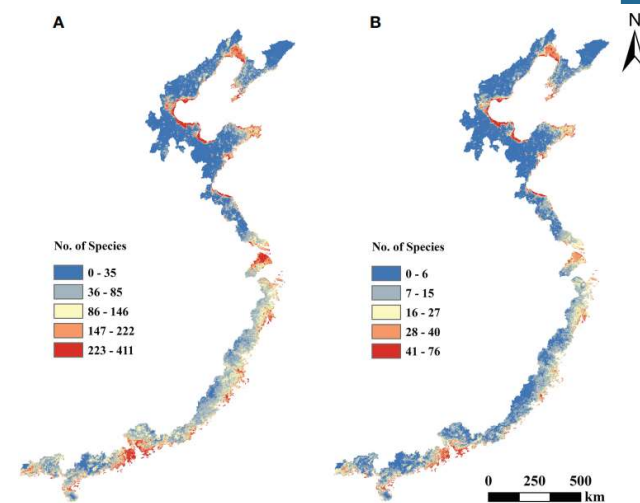 A
B
N
No. of Species
0 - 35
36 - 85
86 - 146
147 - 222
223 - 411
No. of Species
0 - 6
7 - 15
16 - 27
28 - 40
41 - 76
0 250 500
km